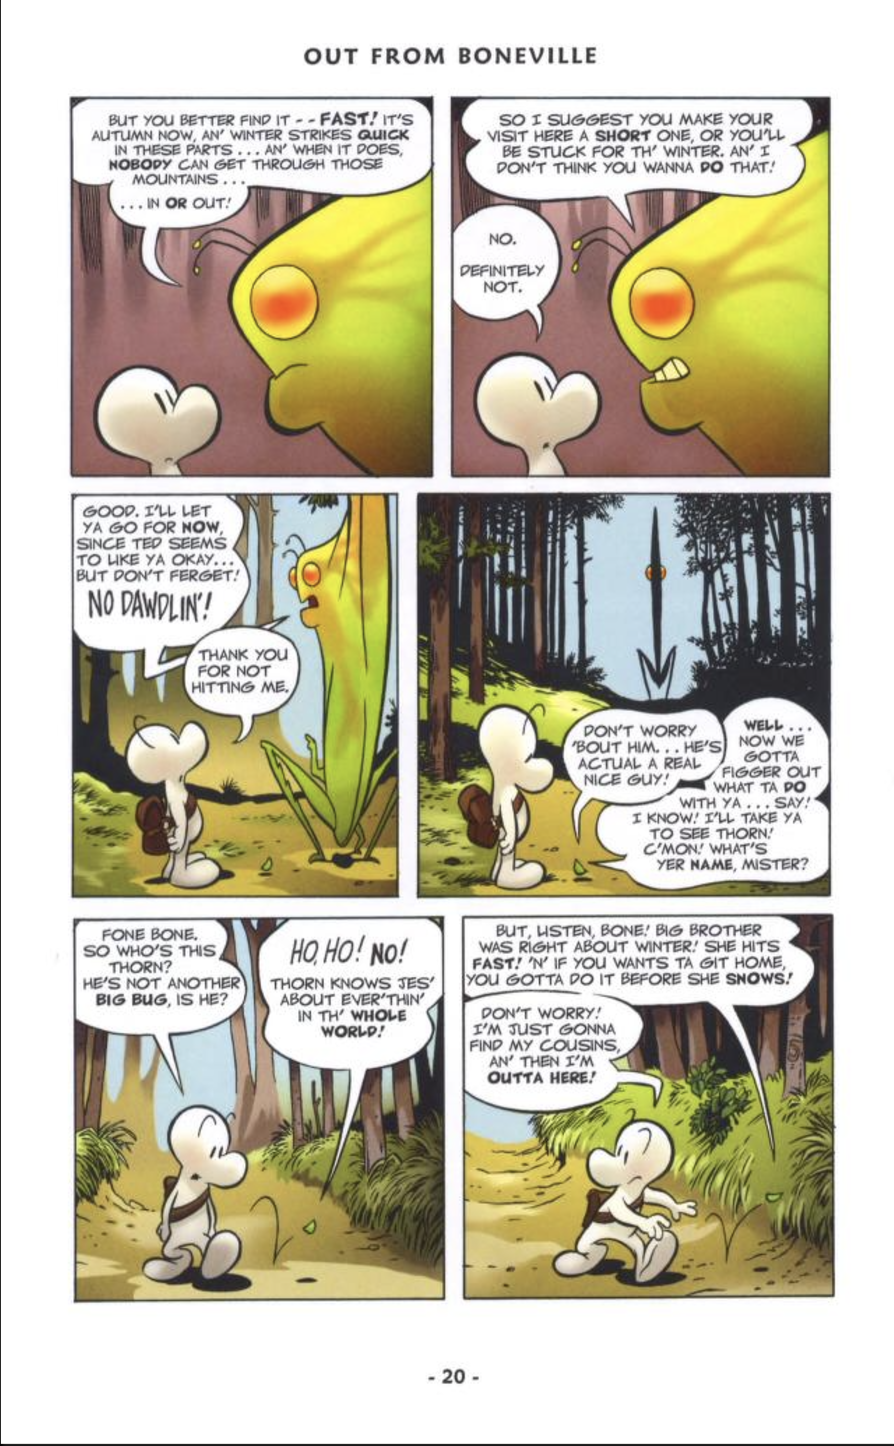 OUT FROM BONEVILLE
BUT YOU BETTER FIND IT -- FAST! IT'S
AUTUMN NOW, AN' WINTER STRIKES QUICK
IN THESE PARTS... AN' WHEN IT DOES,
NOBODY CAN GET THROUGH THOSE
MOUNTAINS...
...IN OR OUT!
SO I SUGGEST YOU MAKE YOUR
VISIT HERE A SHORT ONE, OR YOU'LL
BE STUCK FOR TH' WINTER. AN' I
DON'T THINK YOU WANNA DO THAT!
NO.
DEFINITELY
NOT.
GOOD. I'LL LET
YA GO FOR NOW,
SINCE TED SEEMS
TO LIKE YA OKAY...
BUT DON'T FERGET!
NO DAWDLIN'!
THANK YOU
FOR NOT
HITTING ME.
DON'T WORRY
'BOUT HIM... HE'S
ACTUAL A REAL
NICE GUY!
WELL...
NOW WE
GOTTA
FIGGER OUT
WHAT TA DO
WITH YA... SAY!
I KNOW! I'LL TAKE YA
TO SEE THORN!
C'MON! WHAT'S
YER NAME, MISTER?
FONE BONE.
SO WHO'S THIS
THORN?
HE'S NOT ANOTHER
BIG BUG, IS HE?
HO, HO! NO!
THORN KNOWS JES'
ABOUT EVER'THIN'
IN TH' WHOLE
WORLD!
BUT, LISTEN, BONE! BIG BROTHER
WAS RIGHT ABOUT WINTER! SHE HITS
FAST! 'N' IF YOU WANTS TA GIT HOME,
YOU GOTTA DO IT BEFORE SHE SNOWS!
DON'T WORRY!
I'M JUST GONNA
FIND MY COUSINS,
AN' THEN I'M
OUTTA HERE!
- 20 -